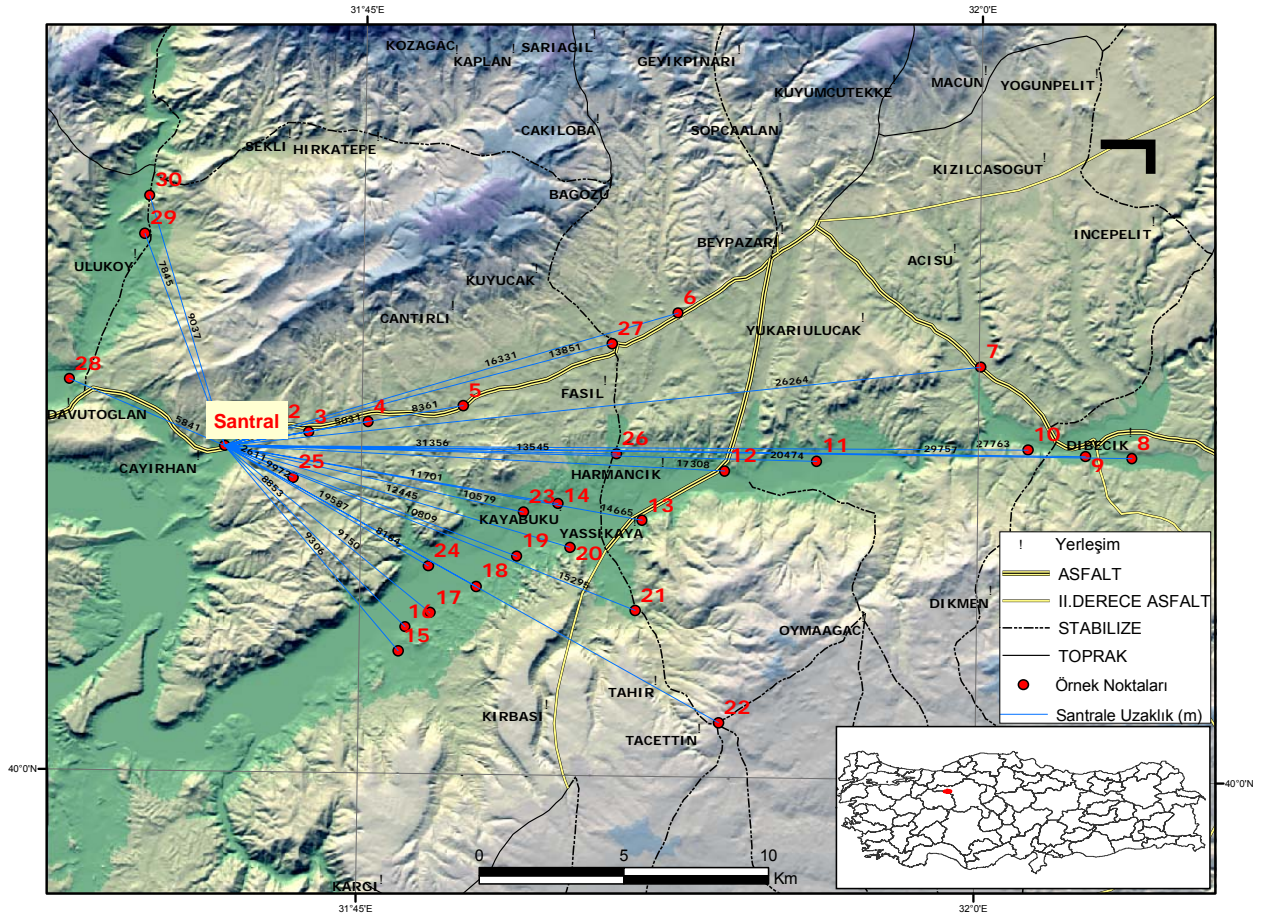 31°45'E
32°0'E
KOZAGAC
SARIAGIL
KAPLAN
GEYIKPINARI
KUYUMCUTEKKE
MACUN
YOGUNPELIT
CAKILOBA
SOPCAALAN
SEKLI
HIRKATEPE
KIZILCASOGUT
30
BAGOZU
29
BEYPAZARI
INCEPELIT
ULUKOY
ACISU
7845
KUYUCAK
9037
CANTIRLI
6
27
YUKARIULUCAK
16331
13851
7
28
26264
FASIL
5
DAVUTOGLAN
5841
Santral
2
3
4
5031
8361
31356
13545
26
11
10
DIBECIK
8
9
29757
27763
CAYIRHAN
2611
25
9972
11701
10579
HARMANCIK
17308
12
20474
8853
19587
12445
10809
23
14
KAYABUKU
14665
13
YASSIKAYA
9306
9150
8164
24
19
20
Yerleşim
ASFALT
18
15295
21
II.DERECE ASFALT
16
17
DIKMEN
STABILIZE
15
OYMAAGAC
TOPRAK
Örnek Noktaları
TAHIR
KIRBASI
22
Santrale Uzaklık (m)
TACETTIN
40°0'N
40°0'N
0
5
10
Km
KARGI
31°45'E
32°0'E